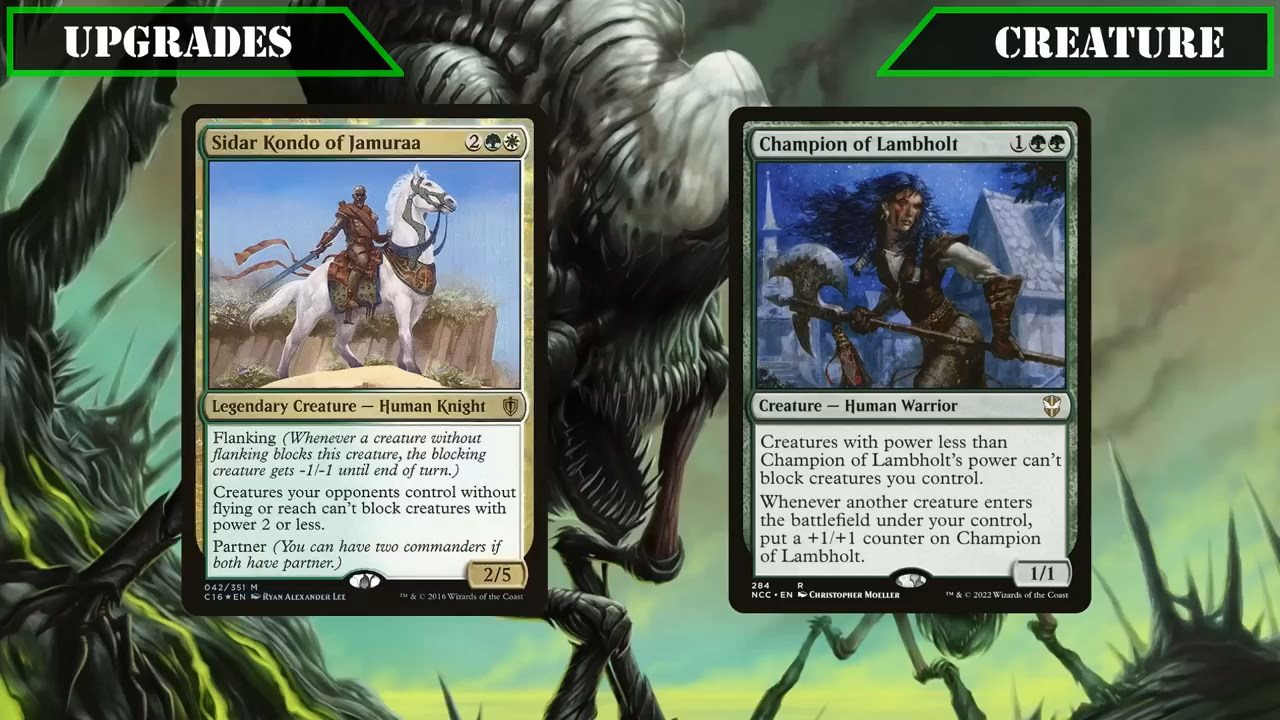 UPGRADES
CREATURE
Sidar Kondo of Jamuraa 2
Legendary Creature — Human Knight
Flanking (Whenever a creature without
flanking blocks this creature, the blocking
creature gets -1/-1 until end of turn.)
Creatures your opponents control without
flying or reach can't block creatures with
power 2 or less.
Partner (You can have two commanders if
both have partner.)
2/5
042/351 M
C16★EN Ryan Alexander Lee
™ & © 2016 Wizards of the Coast
Champion of Lambholt 1
Creature — Human Warrior
Creatures with power less than
Champion of Lambholt's power can't
block creatures you control.
Whenever another creature enters
the battlefield under your control,
put a +1/+1 counter on Champion
of Lambholt.
1/1
284 R
NCC • EN Christopher Moeller
™ & © 2022 Wizards of the Coast